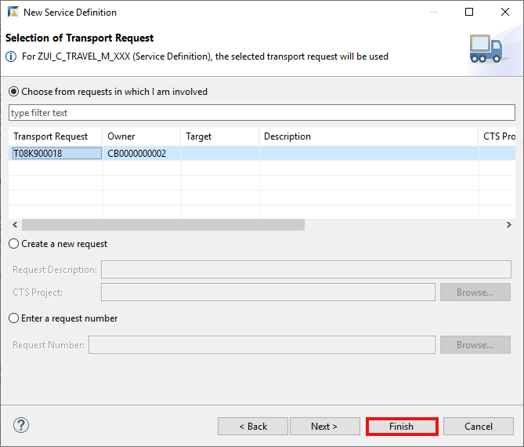 New Service Definition
Selection of Transport Request
For ZUI_C_TRAVEL_M_XXX (Service Definition), the selected transport request will be used
Choose from requests in which I am involved
type filter text
Transport Request Owner Target Description CTS Pro
T08K900018 CB0000000002
Create a new request
Request Description:
CTS Project: Browse...
Enter a request number
Request Number: Browse...
? < Back Next > Finish Cancel